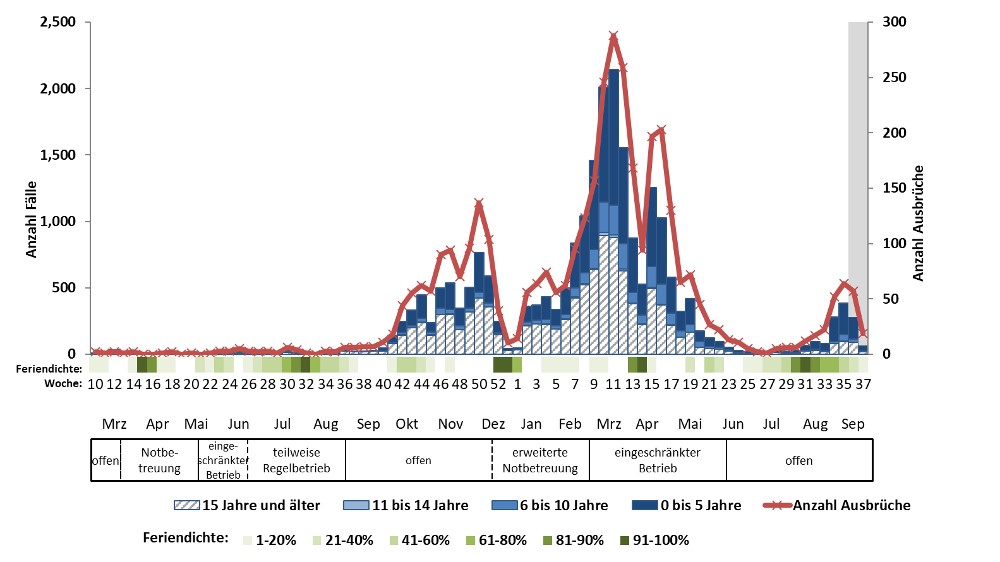 2,500
2,000
1,500
1,000
500
0
Anzahl Fälle
300
250
200
150
100
50
0
Anzahl Ausbrüche
Feriendichte:
Woche: 10 12 14 16 18 20 22 24 26 28 30 32 34 36 38 40 42 44 46 48 50 52 1 3 5 7 9 11 13 15 17 19 21 23 25 27 29 31 33 35 37
Mrz Apr Mai Jun Jul Aug Sep Okt Nov Dez Jan Feb Mrz Apr Mai Jun Jul Aug Sep
offen
Notbe-
treuung
einge-
schränkter
Betrieb
teilweise
Regelbetrieb
offen
erweiterte
Notbetreuung
eingeschränkter
Betrieb
offen
15 Jahre und älter 11 bis 14 Jahre 6 bis 10 Jahre 0 bis 5 Jahre Anzahl Ausbrüche
Feriendichte: 1-20% 21-40% 41-60% 61-80% 81-90% 91-100%